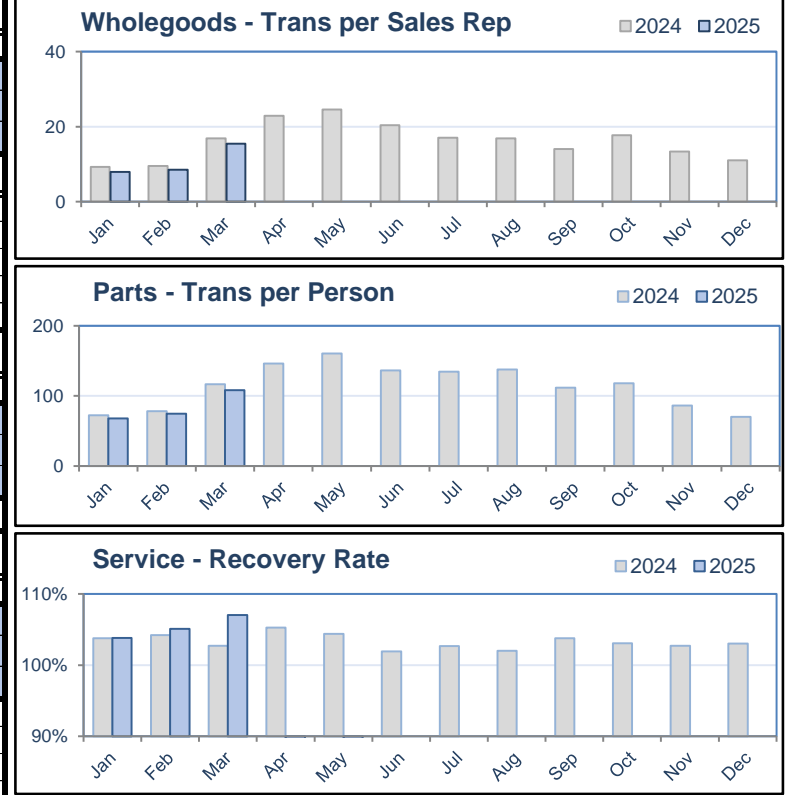 Wholegoods - Trans per Sales Rep
2024 2025
40
20
0
Jan Feb Mar Apr May Jun Jul Aug Sep Oct Nov Dec
Parts - Trans per Person
2024 2025
200
100
0
Jan Feb Mar Apr May Jun Jul Aug Sep Oct Nov Dec
Service - Recovery Rate
2024 2025
110%
100%
90%
Jan Feb Mar Apr May Jun Jul Aug Sep Oct Nov Dec